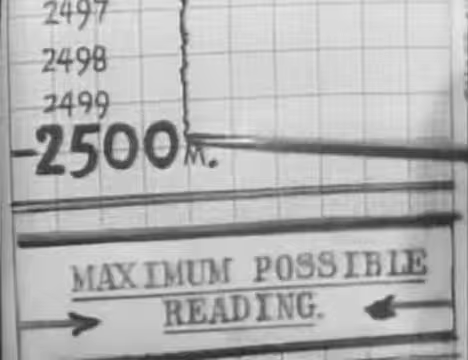 2497
2498
2499
-2500 M.
MAXIMUM POSSIBLE
READING.